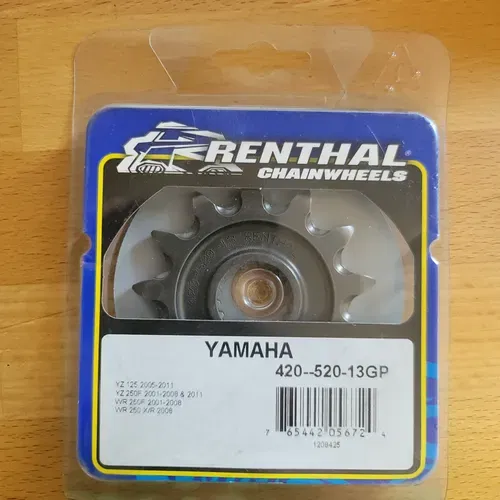 RENTHAL
CHAINWHEELS
YAMAHA
420--520-13GP
YZ 125 2005-2011
YZ 250F 2001-2008 & 2011
WR 250F 2001-2008
WR 250 X/R 2008
7 65442 05672 4
1209425